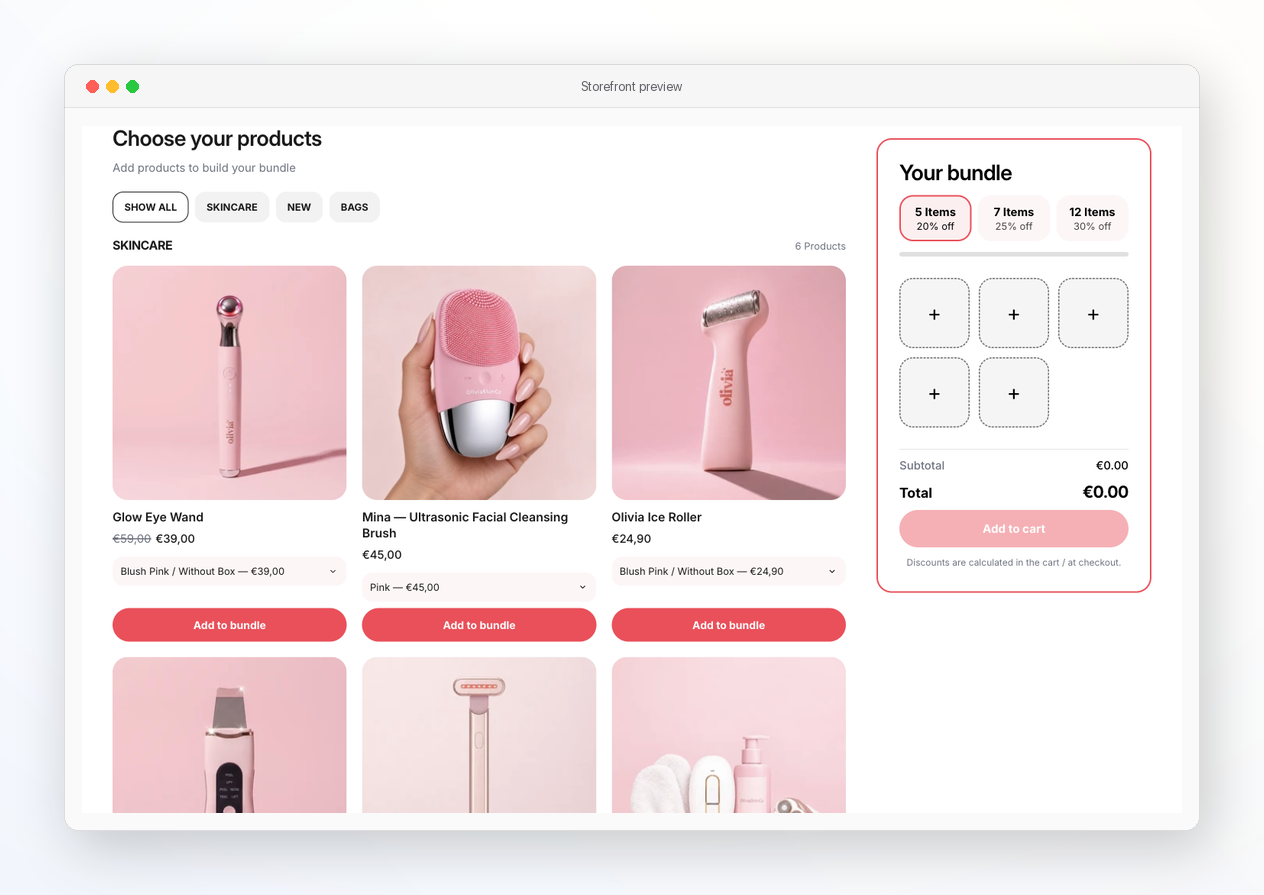 Storefront preview
Choose your products
Add products to build your bundle
SHOW ALL
SKINCARE
NEW
BAGS
SKINCARE
6 Products
olivia
olivia
Glow Eye Wand
€59,00 €39,00
Blush Pink / Without Box — €39,00
Add to bundle
Mina — Ultrasonic Facial Cleansing
Brush
€45,00
Pink — €45,00
Add to bundle
Olivia Ice Roller
€24,90
Blush Pink / Without Box — €24,90
Add to bundle
Your bundle
5 Items
20% off
7 Items
25% off
12 Items
30% off
+
+
+
+
+
Subtotal
€0.00
Total
€0.00
Add to cart
Discounts are calculated in the cart / at checkout.